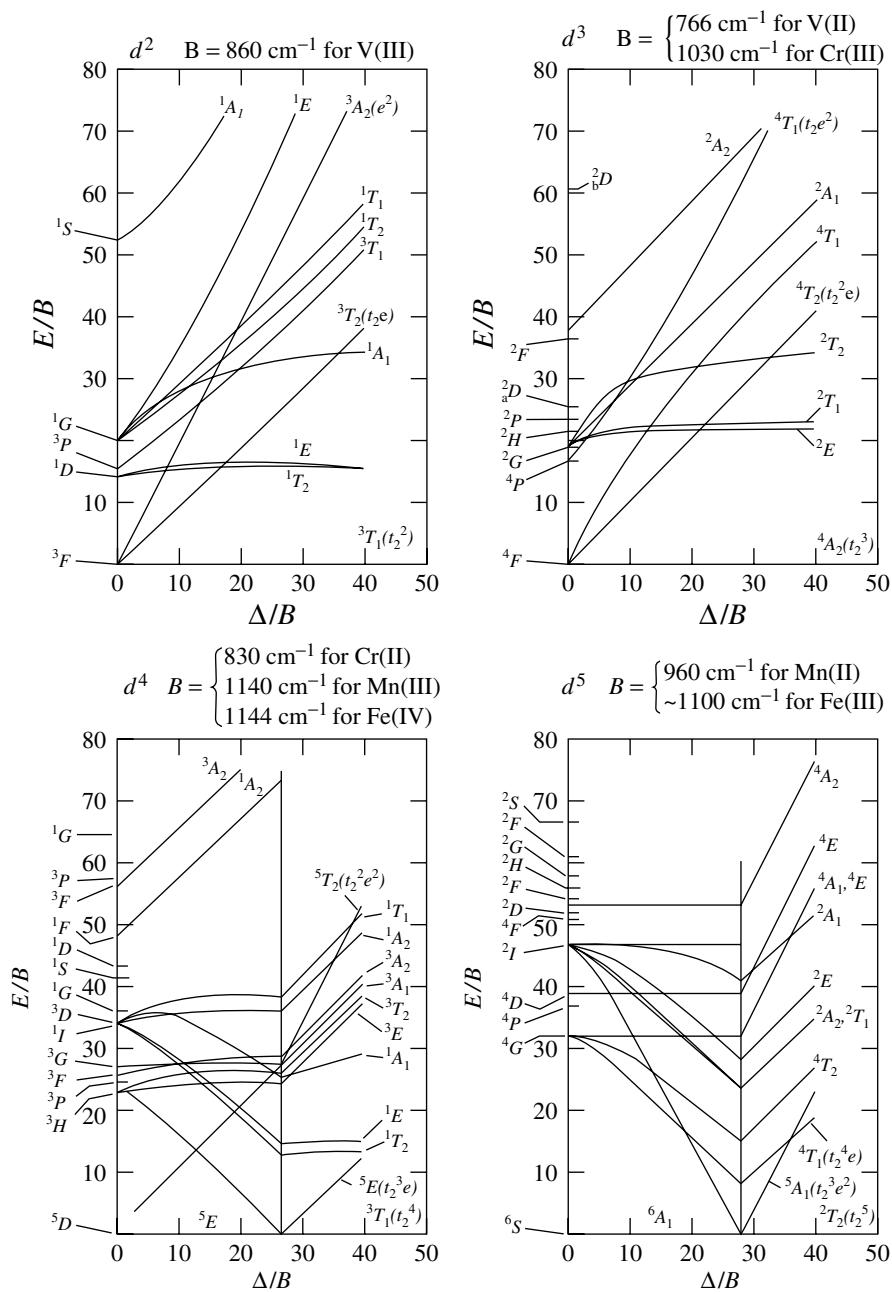 d² B = 860 cm⁻¹ for V(III)
80
70
60
50
40
30
20
10
E/B
¹S
¹G
³P
¹D
³F
¹A₁
¹E
³A₂(e²)
¹T₁
¹T₂
³T₁
³T₂(t₂e)
¹A₁
¹E
¹T₂
³T₁(t₂²)
0 10 20 30 40 50
Δ/B
d³ B = { 766 cm⁻¹ for V(II)
1030 cm⁻¹ for Cr(III)
80
70
60
50
40
30
20
10
E/B
²F
²ₐD
²P
²H
²G
⁴P
⁴F
²bD
²A₂
⁴T₁(t₂e²)
²A₁
⁴T₁
⁴T₂(t₂²e)
²T₂
²T₁
²E
⁴A₂(t₂³)
0 10 20 30 40 50
Δ/B
d⁴ B = { 830 cm⁻¹ for Cr(II)
1140 cm⁻¹ for Mn(III)
1144 cm⁻¹ for Fe(IV)
80
70
60
50
40
30
20
10
E/B
¹G
³P
³F
¹F
¹D
¹S
¹G
³D
¹I
³G
³F
³P
³H
⁵D
³A₂
¹A₂
⁵T₂(t₂²e²)
¹T₁
¹A₂
³A₂
³A₁
³T₂
³E
¹A₁
¹E
¹T₂
⁵E(t₂³e)
³T₁(t₂⁴)
⁵E
0 10 20 30 40 50
Δ/B
d⁵ B = { 960 cm⁻¹ for Mn(II)
~1100 cm⁻¹ for Fe(III)
80
70
60
50
40
30
20
10
E/B
²S
²F
²G
²H
²F
²D
⁴F
²I
⁴D
⁴P
⁴G
⁶S
⁴A₂
⁴E
⁴A₁,⁴E
²A₁
²E
²A₂,²T₁
⁴T₂
⁴T₁(t₂⁴e)
⁵A₁(t₂³e²)
²T₂(t₂⁵)
⁶A₁
0 10 20 30 40 50
Δ/B